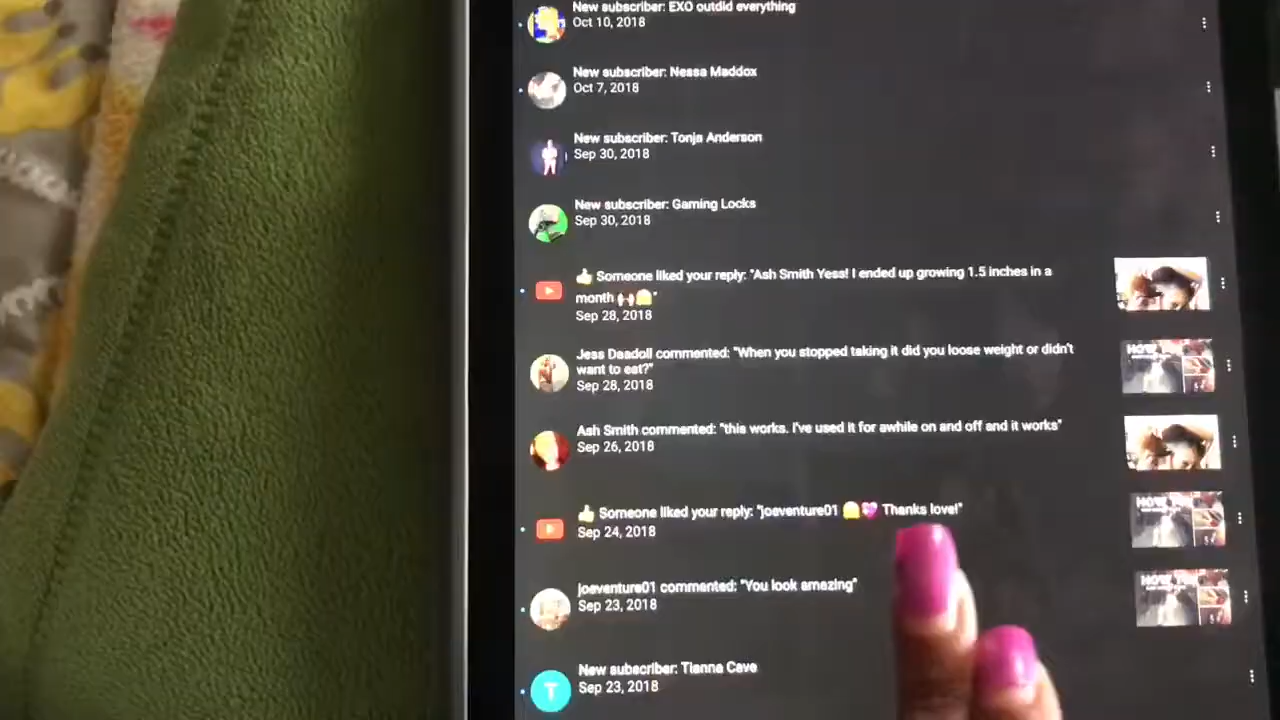 New subscriber: EXO outdid everything
Oct 10, 2018
New subscriber: Nessa Maddox
Oct 7, 2018
New subscriber: Tonja Anderson
Sep 30, 2018
New subscriber: Gaming Locks
Sep 30, 2018
👍 Someone liked your reply: "Ash Smith Yess! I ended up growing 1.5 inches in a
month 🙌🏾🤗"
Sep 28, 2018
Jess Daadoll commented: "When you stopped taking it did you loose weight or didn't
want to eat?"
Sep 28, 2018
Ash Smith commented: "this works. I've used it for awhile on and off and it works"
Sep 26, 2018
👍 Someone liked your reply: "joeventure01 🤗💖 Thanks love!"
Sep 24, 2018
joeventure01 commented: "You look amazing"
Sep 23, 2018
New subscriber: Tianna Cave
Sep 23, 2018
T